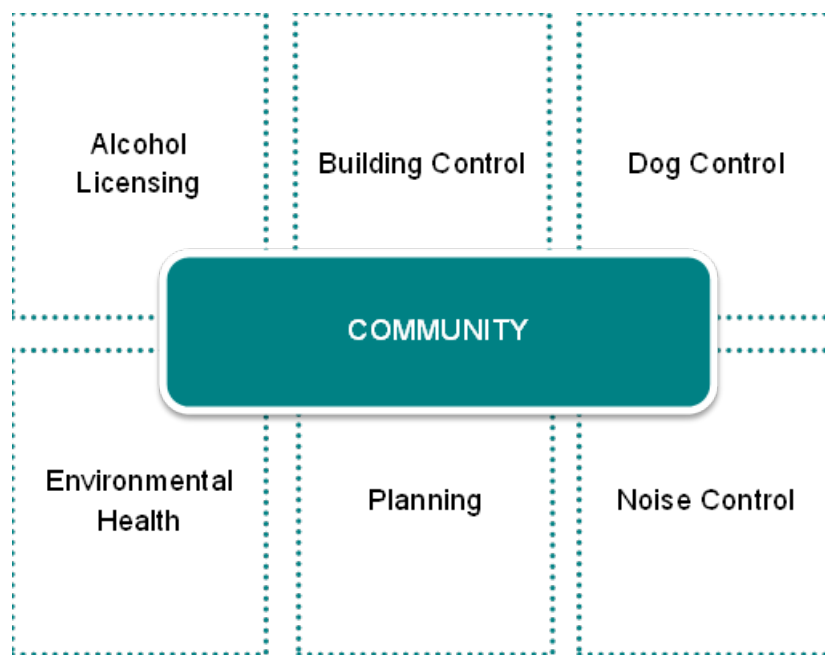 Alcohol
Licensing
Building Control
Dog Control
COMMUNITY
Environmental
Health
Planning
Noise Control